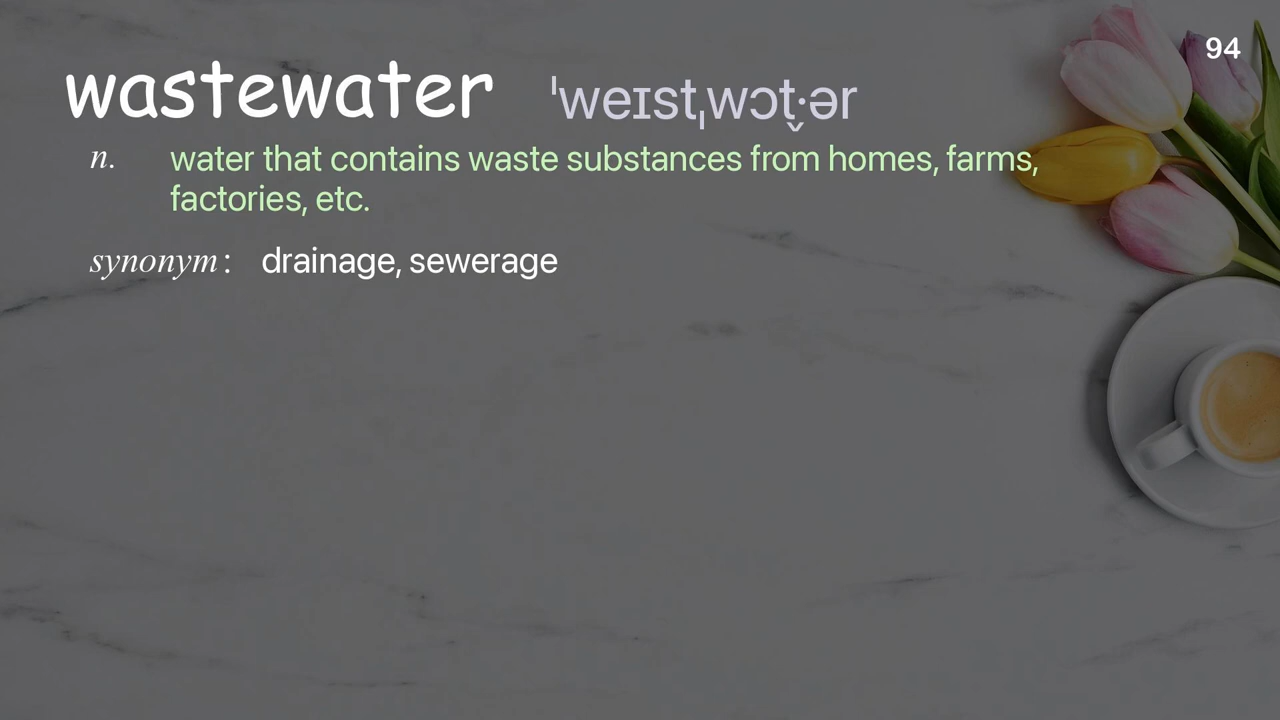 94
wastewater ˈweɪstˌwɔt̬·ər
n. water that contains waste substances from homes, farms,
factories, etc.
synonym: drainage, sewerage